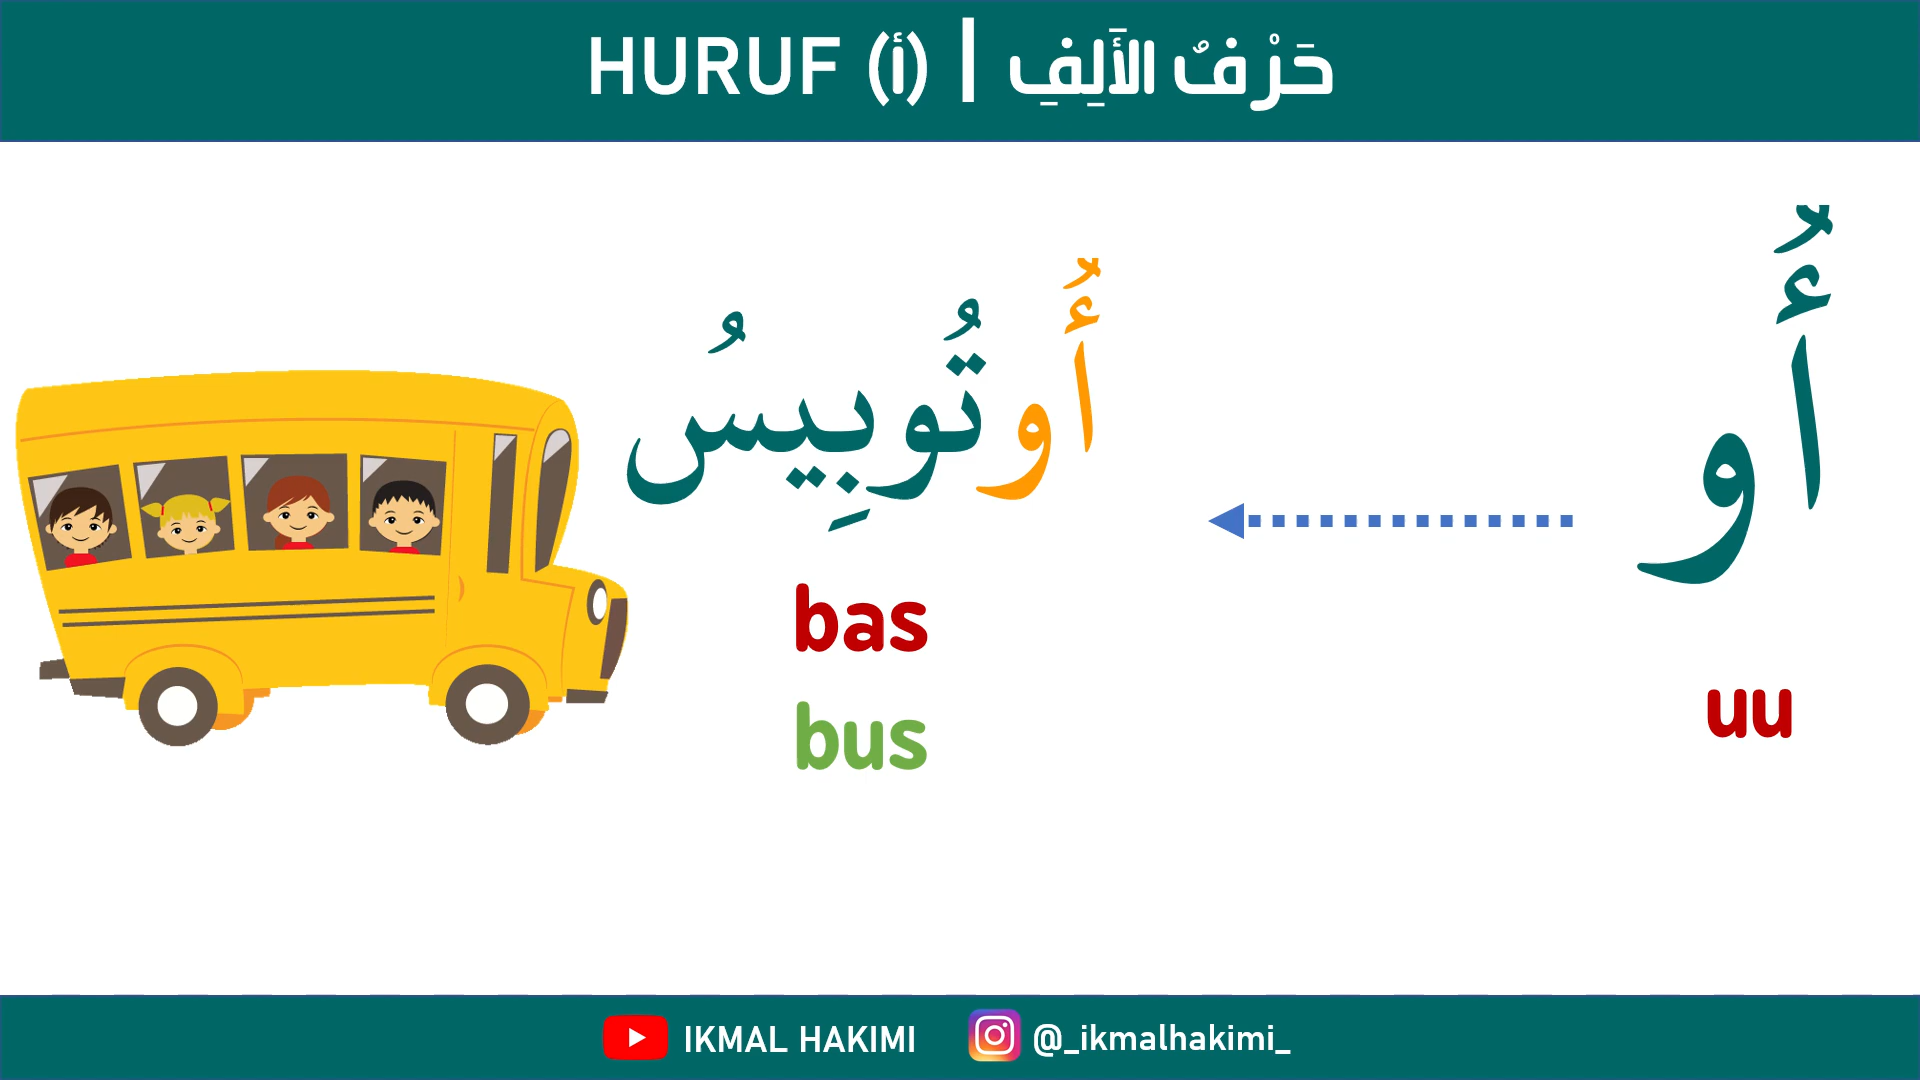 HURUF (أ) | حَرْفٌ الأَلِفِ
أُو
uu
أُوتُوبِيسُ
bas
bus
IKMAL HAKIMI @_ikmalhakimi_